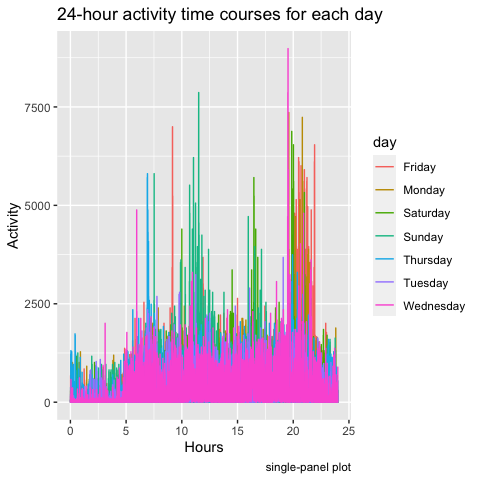 24-hour activity time courses for each day
7500
5000
2500
0
Activity
0 5 10 15 20 25
Hours
day
Friday
Monday
Saturday
Sunday
Thursday
Tuesday
Wednesday
single-panel plot